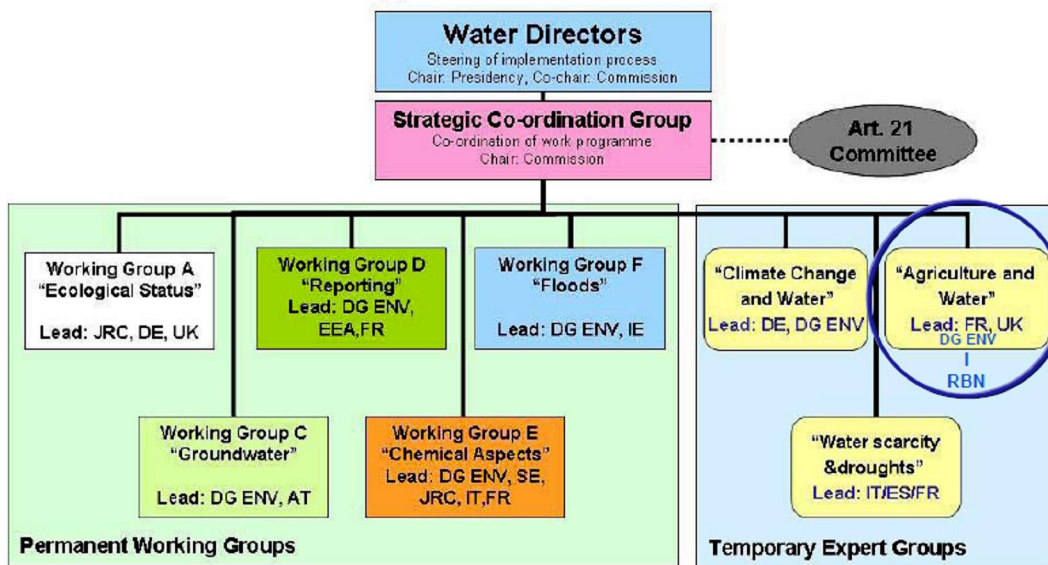 Water Directors
Steering of implementation process
Chair: Presidency, Co-chair: Commission
Strategic Co-ordination Group
Co-ordination of work programme
Chair: Commission
Art. 21
Committee
Working Group A
“Ecological Status”
Lead: JRC, DE, UK
Working Group D
“Reporting”
Lead: DG ENV,
EEA,FR
Working Group F
“Floods”
Lead: DG ENV, IE
“Climate Change
and Water”
Lead: DE, DG ENV
“Agriculture and
Water”
Lead: FR, UK
DG ENV
I
RBN
Working Group C
“Groundwater”
Lead: DG ENV, AT
Working Group E
“Chemical Aspects”
Lead: DG ENV, SE,
JRC, IT,FR
“Water scarcity
&droughts”
Lead: IT/ES/FR
Permanent Working Groups
Temporary Expert Groups